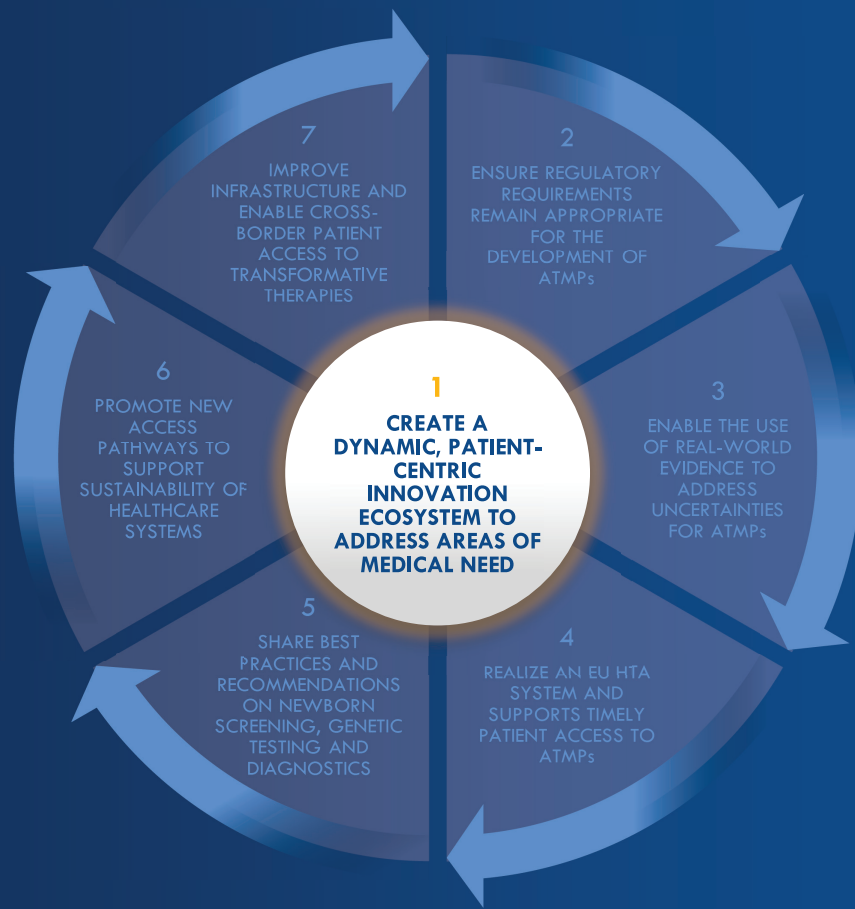 1
CREATE A
DYNAMIC, PATIENT-
CENTRIC
INNOVATION
ECOSYSTEM TO
ADDRESS AREAS OF
MEDICAL NEED
2
ENSURE REGULATORY
REQUIREMENTS
REMAIN APPROPRIATE
FOR THE
DEVELOPMENT OF
ATMPs
3
ENABLE THE USE
OF REAL-WORLD
EVIDENCE TO
ADDRESS
UNCERTAINTIES
FOR ATMPs
4
REALIZE AN EU HTA
SYSTEM AND
SUPPORTS TIMELY
PATIENT ACCESS TO
ATMPs
5
SHARE BEST
PRACTICES AND
RECOMMENDATIONS
ON NEWBORN
SCREENING, GENETIC
TESTING AND
DIAGNOSTICS
6
PROMOTE NEW
ACCESS
PATHWAYS TO
SUPPORT
SUSTAINABILITY OF
HEALTHCARE
SYSTEMS
7
IMPROVE
INFRASTRUCTURE AND
ENABLE CROSS-
BORDER PATIENT
ACCESS TO
TRANSFORMATIVE
THERAPIES